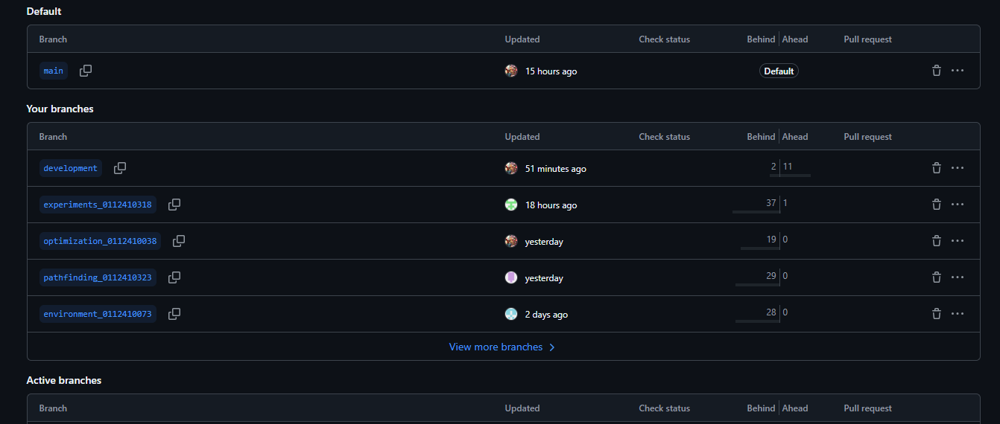 Default
Branch Updated Check status Behind Ahead Pull request
main 15 hours ago Default
Your branches
Branch Updated Check status Behind Ahead Pull request
development 51 minutes ago 2 11
experiments_0112410318 18 hours ago 37 1
optimization_0112410038 yesterday 19 0
pathfinding_0112410323 yesterday 29 0
environment_0112410073 2 days ago 28 0
View more branches
Active branches
Branch Updated Check status Behind Ahead Pull request